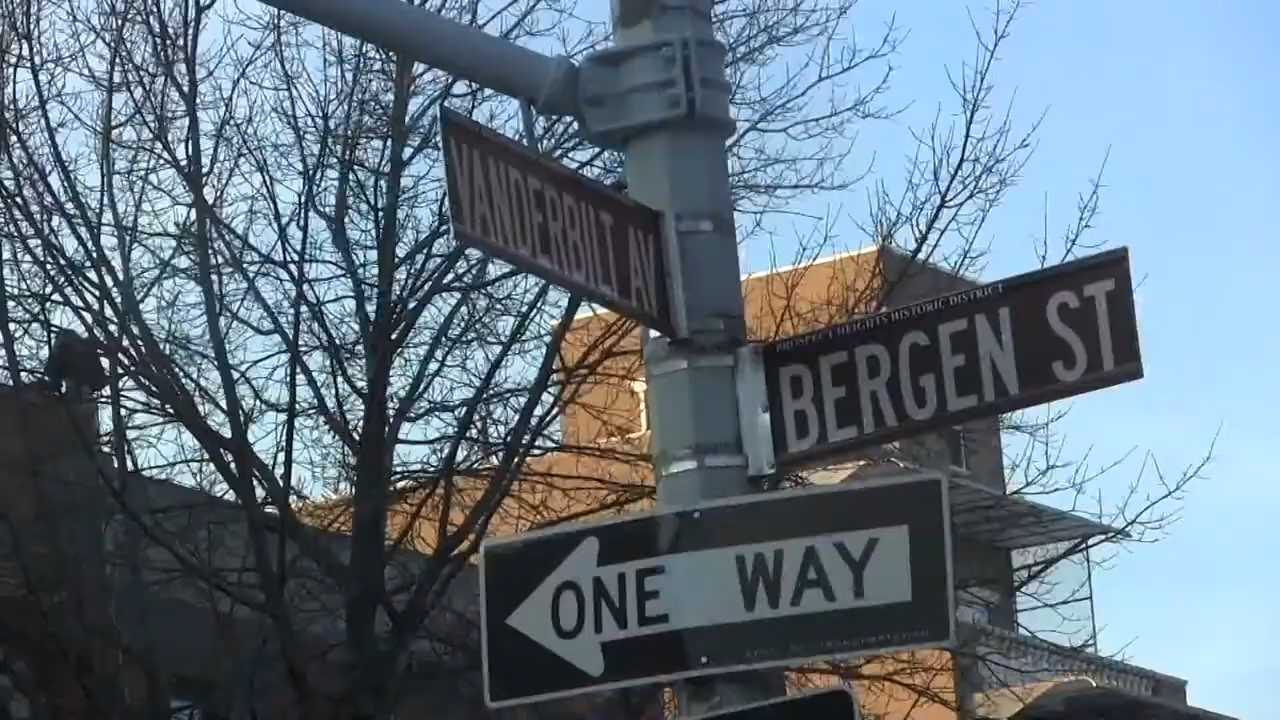 VANDERBILT AV
PROSPECT HEIGHTS HISTORIC DISTRICT
BERGEN ST
ONE WAY